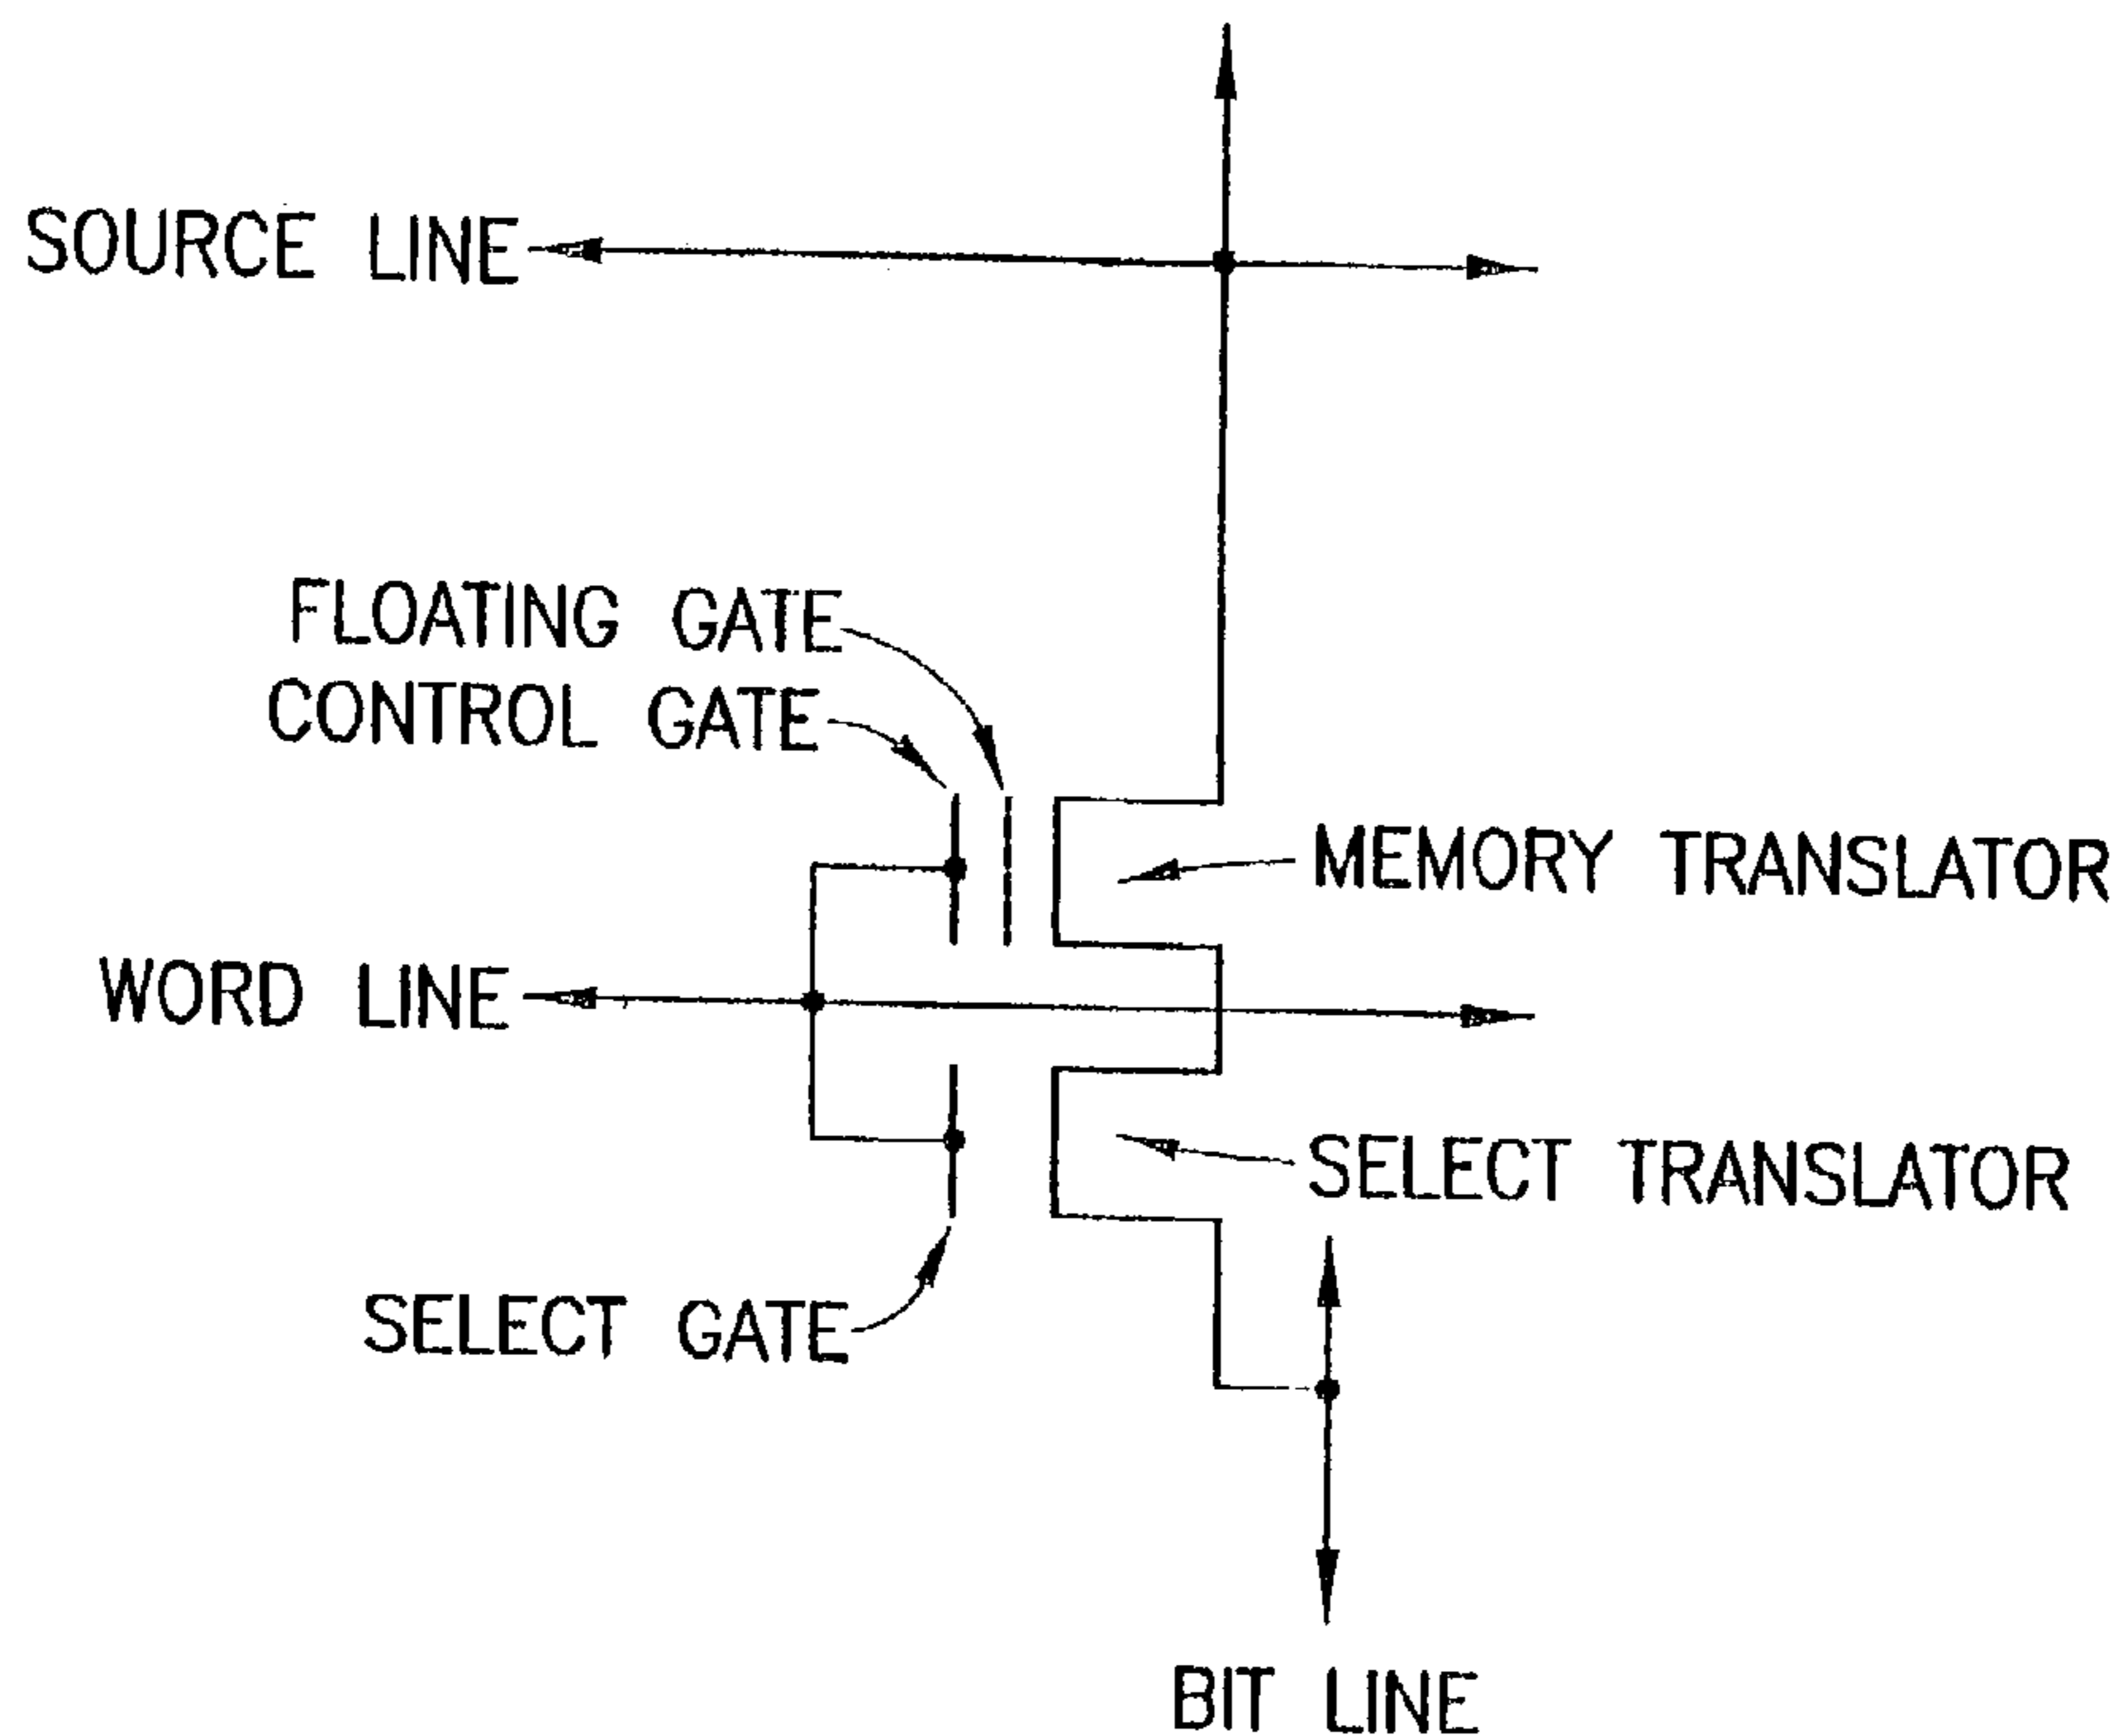 SOURCE LINE
FLOATING GATE
CONTROL GATE
MEMORY TRANSLATOR
WORD LINE
SELECT TRANSLATOR
SELECT GATE
BIT LINE